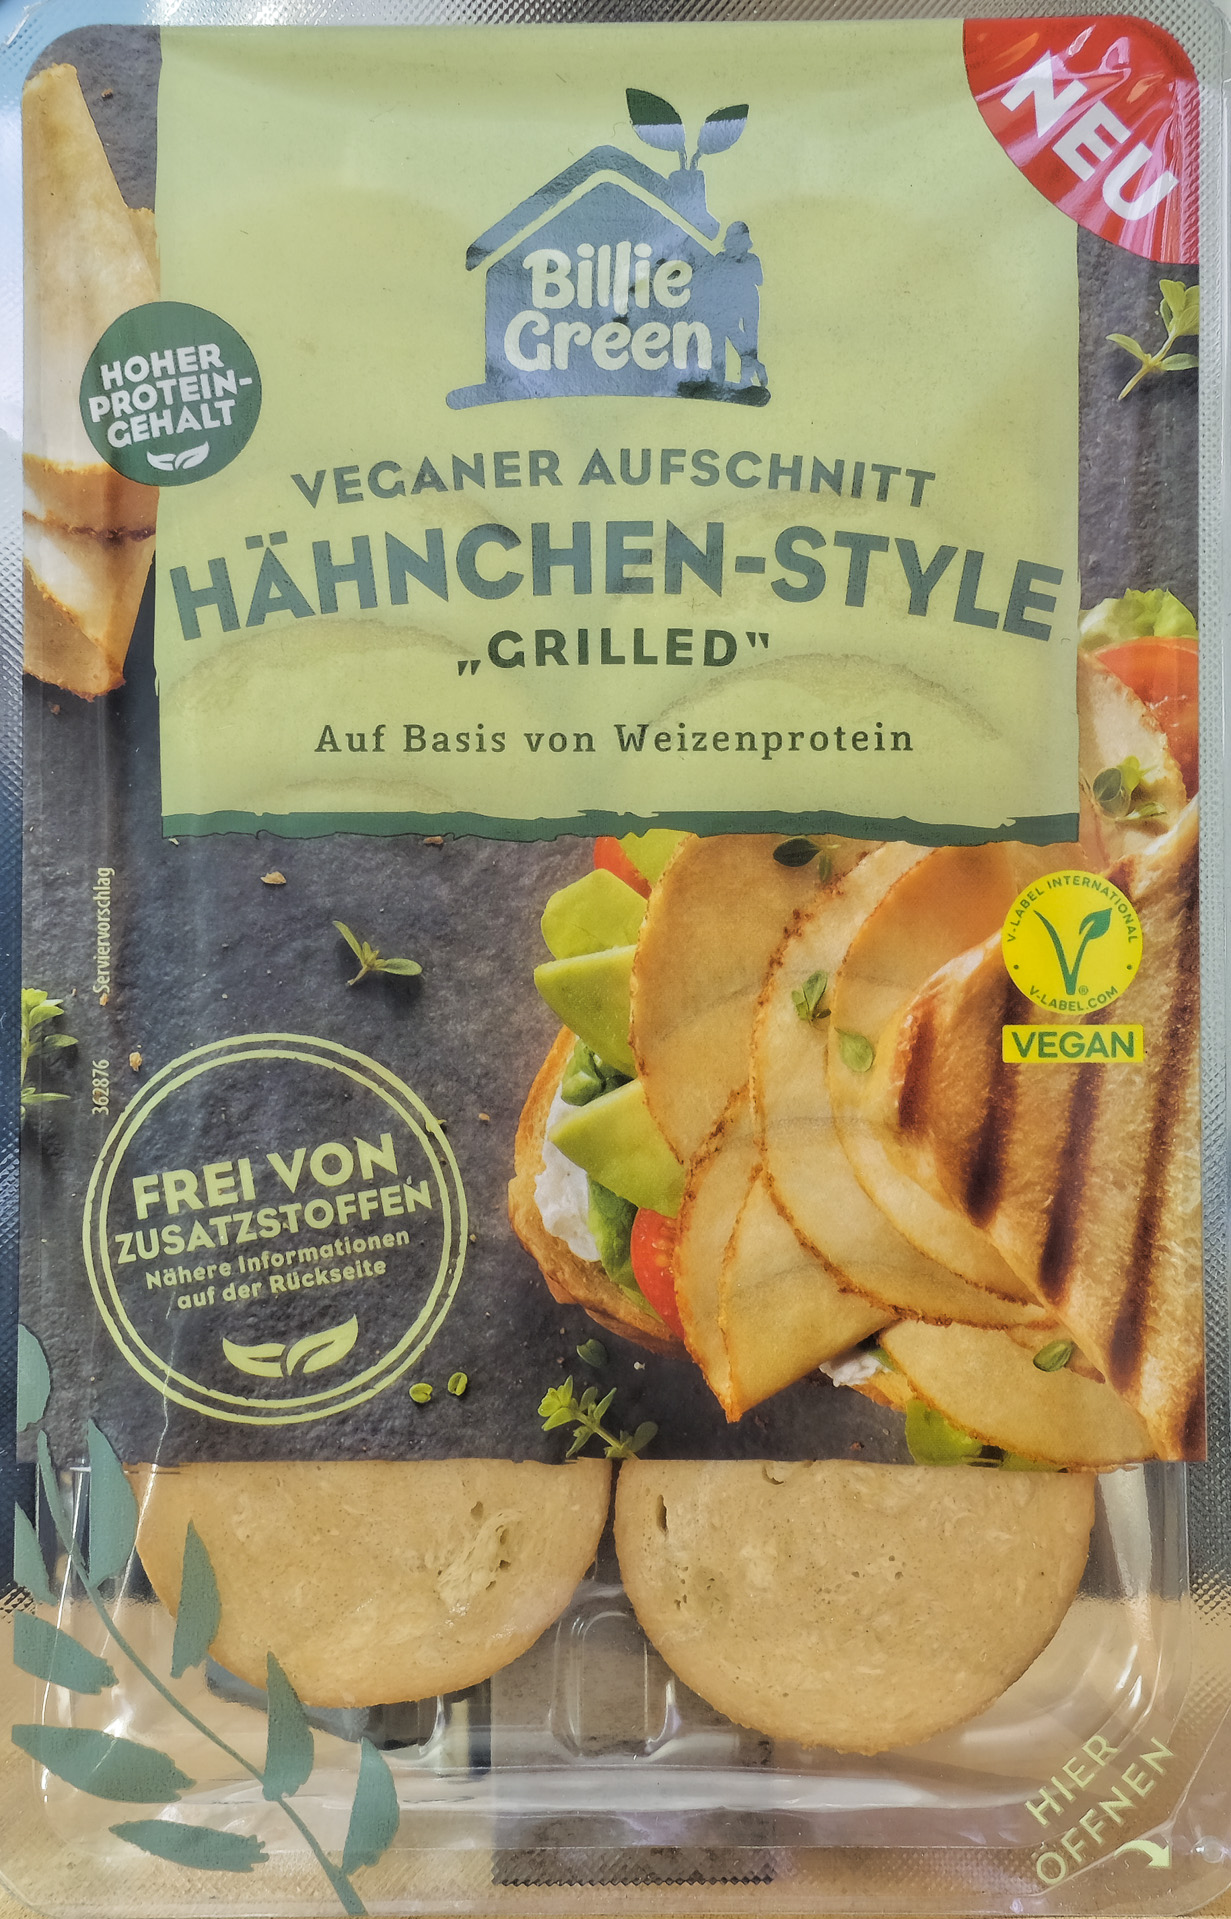 NEU
Billie
Green
HOHER
PROTEIN-
GEHALT
VEGANER AUFSCHNITT
HÄHNCHEN-STYLE
„GRILLED“
Auf Basis von Weizenprotein
Serviervorschlag
362876
V-LABEL INTERNATIONAL
V-LABEL.COM
®
VEGAN
FREI VON
ZUSATZSTOFFEN
Nähere Informationen
auf der Rückseite
HIER
ÖFFNEN